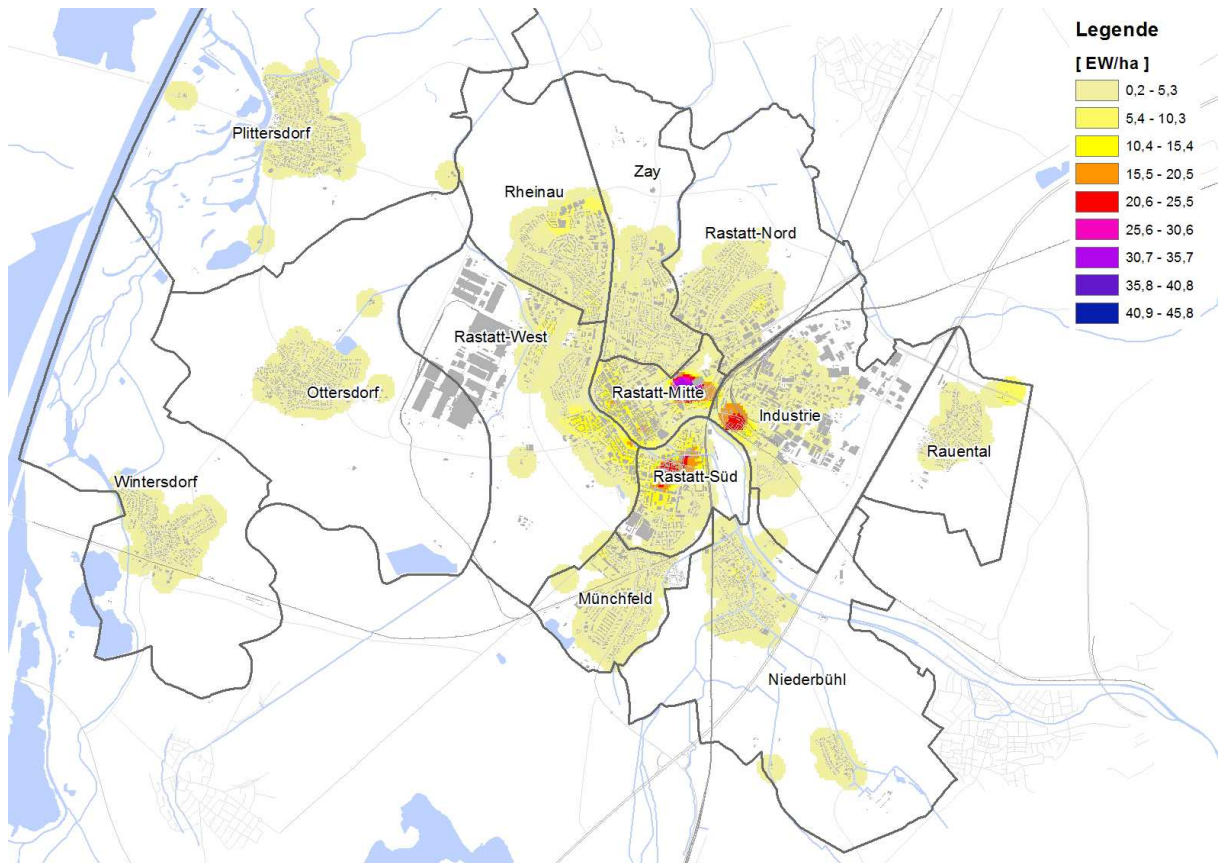 Legende
[ EW/ha ]
0,2 - 5,3
5,4 - 10,3
10,4 - 15,4
15,5 - 20,5
20,6 - 25,5
25,6 - 30,6
30,7 - 35,7
35,8 - 40,8
40,9 - 45,8
Plittersdorf
Zay
Rheinau
Rastatt-Nord
Rastatt-West
Ottersdorf
Rastatt-Mitte
Industrie
Rauental
Rastatt-Süd
Wintersdorf
Münchfeld
Niederbühl